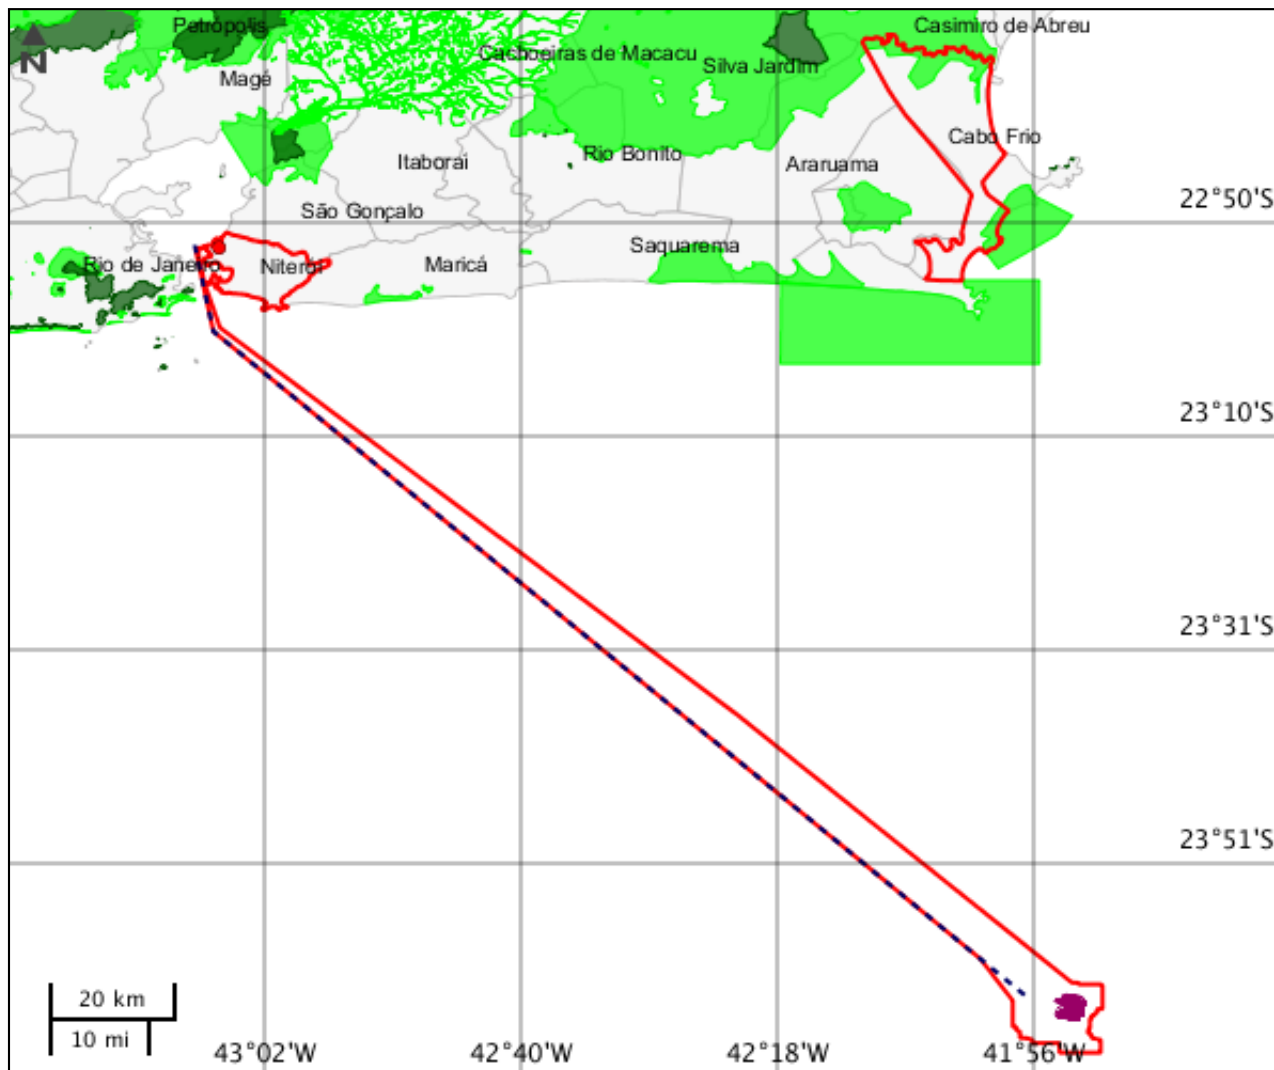 Petrópolis
Casimiro de Abreu
N
Cachoeiras de Macacu
Silva Jardim
Magé
Cabo Frio
Itaboraí
Rio Bonito
Araruama
22°50'S
São Gonçalo
Saquarema
Rio de Janeiro
Niterói
Maricá
23°10'S
23°31'S
23°51'S
20 km
10 mi
43°02'W
42°40'W
42°18'W
41°56'W